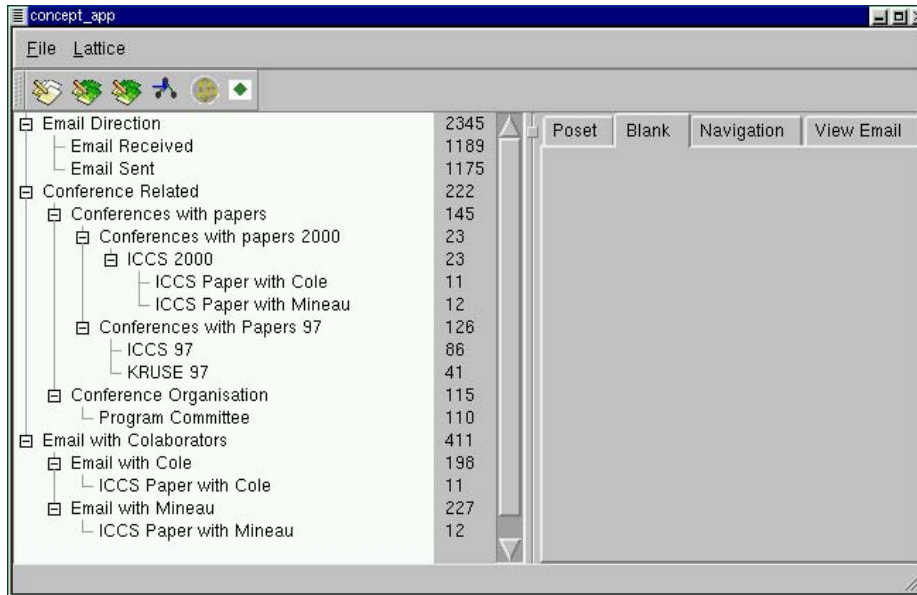 concept_app
File Lattice
Email Direction 2345
Email Received 1189
Email Sent 1175
Conference Related 222
Conferences with papers 145
Conferences with papers 2000 23
ICCS 2000 23
ICCS Paper with Cole 11
ICCS Paper with Mineau 12
Conferences with Papers 97 126
ICCS 97 86
KRUSE 97 41
Conference Organisation 115
Program Committee 110
Email with Colaborators 411
Email with Cole 198
ICCS Paper with Cole 11
Email with Mineau 227
ICCS Paper with Mineau 12
Poset Blank Navigation View Email